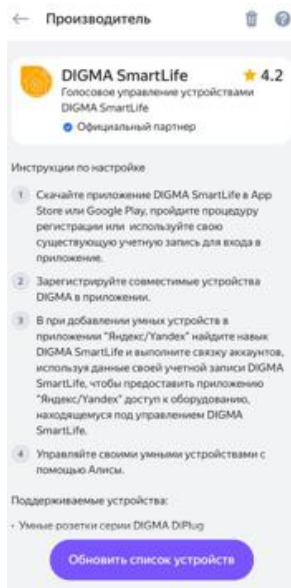 Производитель
DIGMA SmartLife
4.2
Голосовое управление устройствами
DIGMA SmartLife
Официальный партнер
Инструкции по настройке
1 Скачайте приложение DIGMA SmartLife в App
Store или Google Play, пройдите процедуру
регистрации или используйте свою
существующую учетную запись для входа в
приложение.
2 Зарегистрируйте совместимые устройства
DIGMA в приложении.
3 В при добавлении умных устройств в
приложении "Яндекс/Yandex" найдите навык
DIGMA SmartLife и выполните связку аккаунтов,
используя данные своей учетной записи DIGMA
SmartLife, чтобы предоставить приложению
"Яндекс/Yandex" доступ к оборудованию,
находящемуся под управлением DIGMA
SmartLife.
4 Управляйте своими умными устройствами с
помощью Алисы.
Поддерживаемые устройства:
• Умные розетки серии DIGMA DiPlug
Обновить список устройств